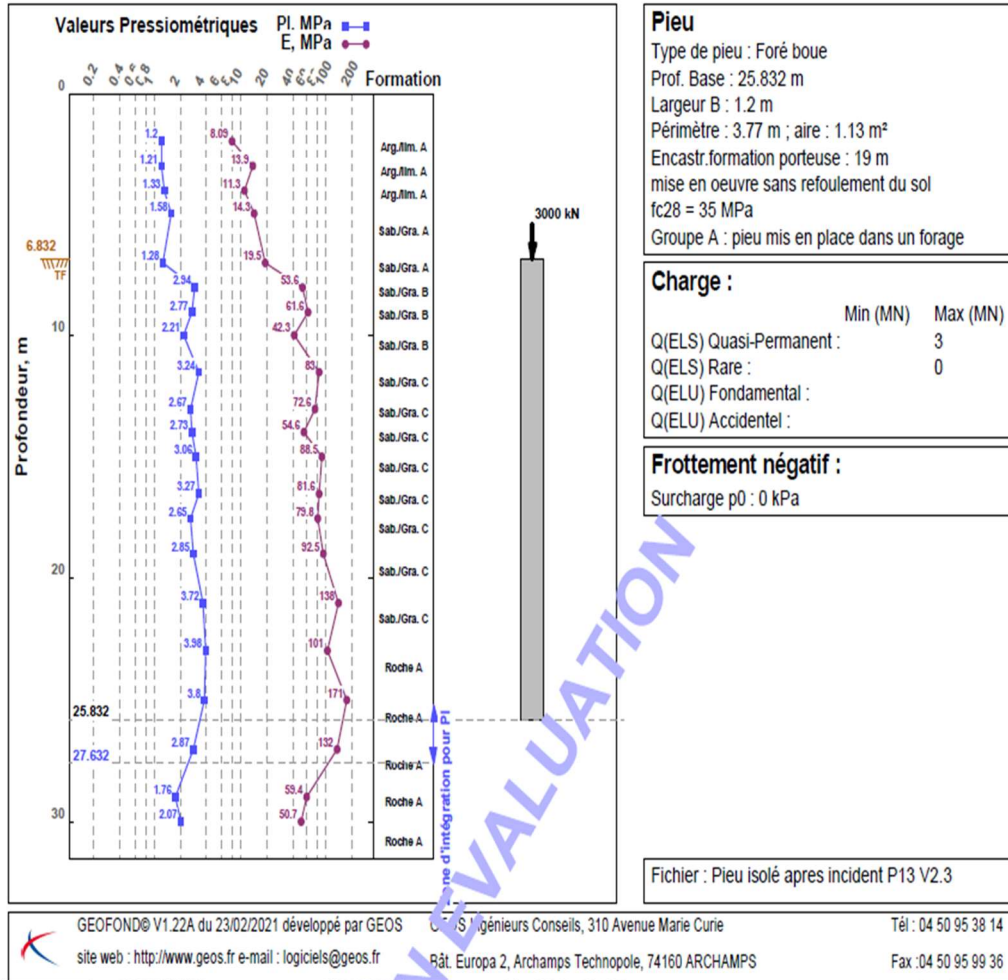 Valeurs Pressiométriques
Pl. MPa
E, MPa
0.2
0.4
2
4
6
10
20
100
200
Formation
Profondeur, m
0
10
20
30
6.832
TF
25.832
27.632
1.2
1.21
1.33
1.58
1.28
2.94
2.77
2.21
3.24
2.67
2.73
3.06
3.27
2.65
2.85
3.72
3.98
3.8
2.87
1.76
2.07
8.09
13.9
11.3
14.3
19.5
53.6
61.6
42.3
83
72.6
54.6
88.5
81.6
79.8
92.5
138
101
171
132
59.4
50.7
Arg./lim. A
Arg./lim. A
Arg./lim. A
Sab./Gra. A
Sab./Gra. A
Sab./Gra. B
Sab./Gra. B
Sab./Gra. B
Sab./Gra. C
Sab./Gra. C
Sab./Gra. C
Sab./Gra. C
Sab./Gra. C
Sab./Gra. C
Sab./Gra. C
Roche A
Roche A
Roche A
Roche A
Roche A
d'intégration pour Pl
3000 kN
Pieu
Type de pieu : Foré boue
Prof. Base : 25.832 m
Largeur B : 1.2 m
Périmètre : 3.77 m ; aire : 1.13 m²
Encastr.formation porteuse : 19 m
mise en oeuvre sans refoulement du sol
fc28 = 35 MPa
Groupe A : pieu mis en place dans un forage
Charge :
Min (MN) Max (MN)
Q(ELS) Quasi-Permanent : 3
Q(ELS) Rare : 0
Q(ELU) Fondamental :
Q(ELU) Accidentel :
Frottement négatif :
Surcharge p0 : 0 kPa
Fichier : Pieu isolé apres incident P13 V2.3
EVALUATION
GEOFOND© V1.22A du 23/02/2021 développé par GEOS
site web : http://www.geos.fr e-mail : logiciels@geos.fr
Ingénieurs Conseils, 310 Avenue Marie Curie
Bât. Europa 2, Archamps Technopole, 74160 ARCHAMPS
Tél : 04 50 95 38 14
Fax :04 50 95 99 36